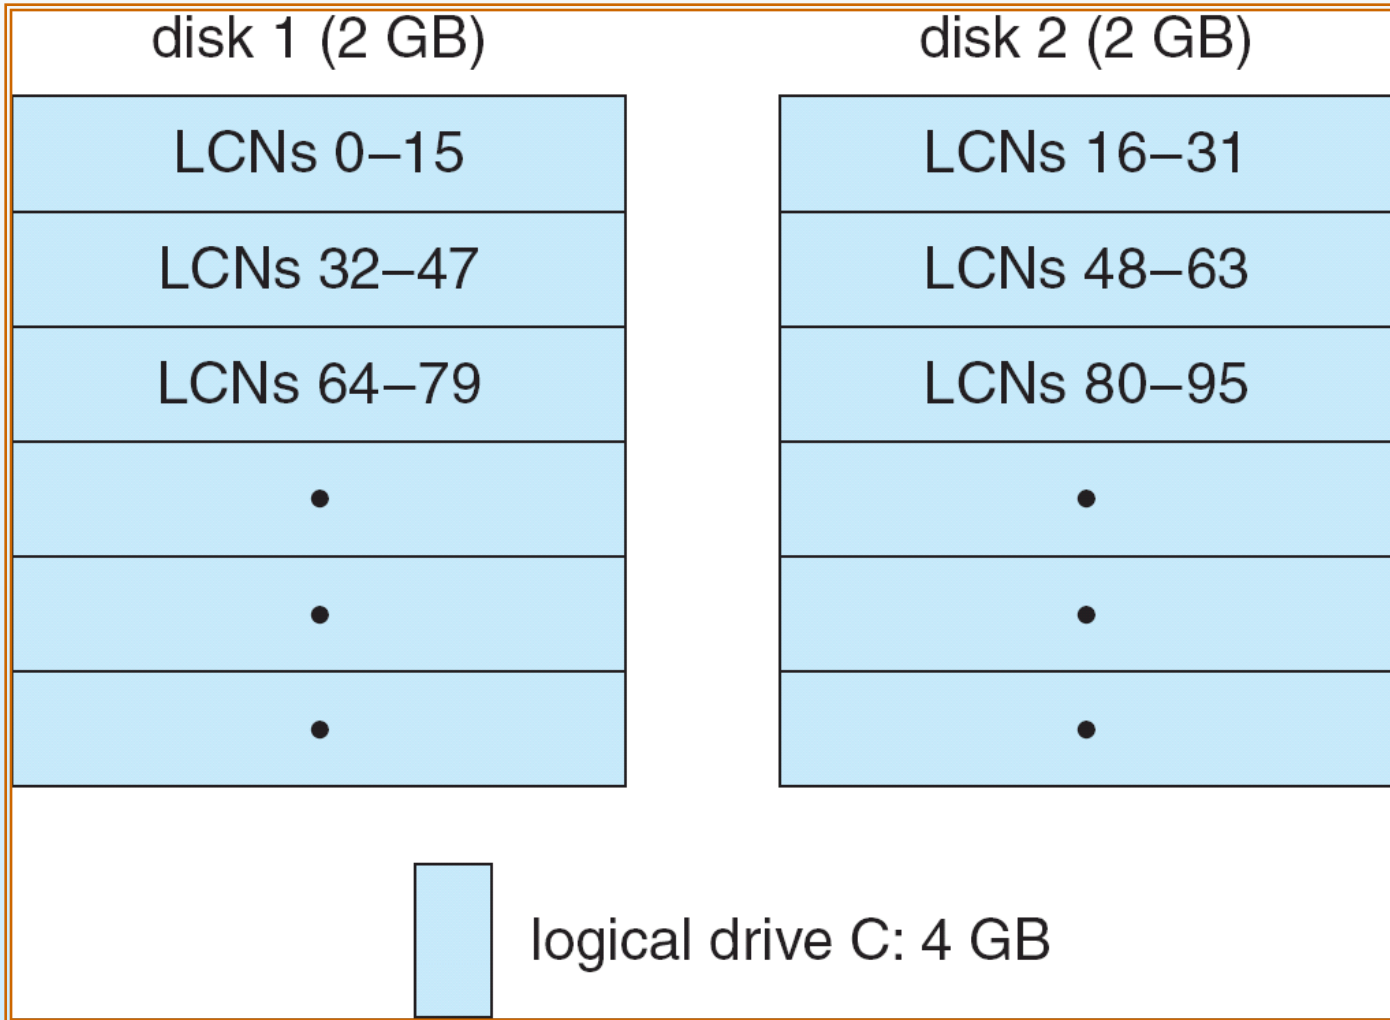 disk 1 (2 GB)
disk 2 (2 GB)
LCNs 0–15
LCNs 16–31
LCNs 32–47
LCNs 48–63
LCNs 64–79
LCNs 80–95
logical drive C: 4 GB